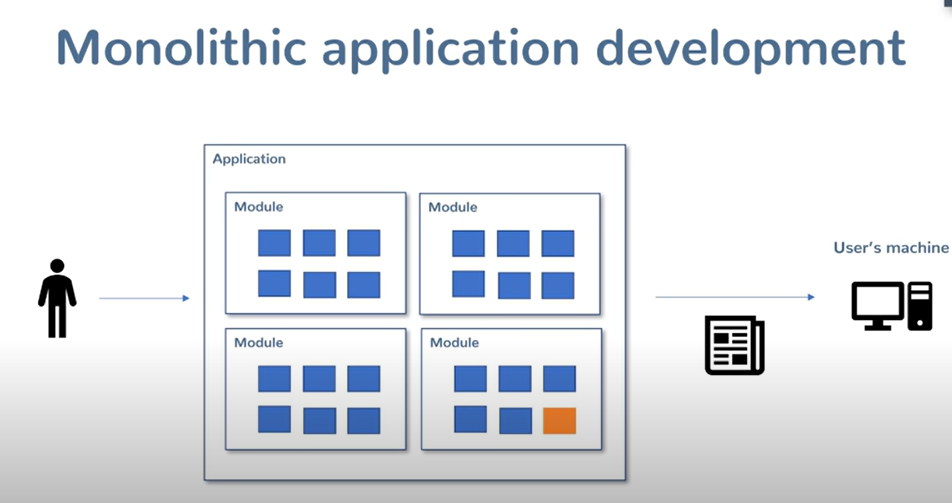 Monolithic application development
Application
Module
Module
User's machine
Module
Module